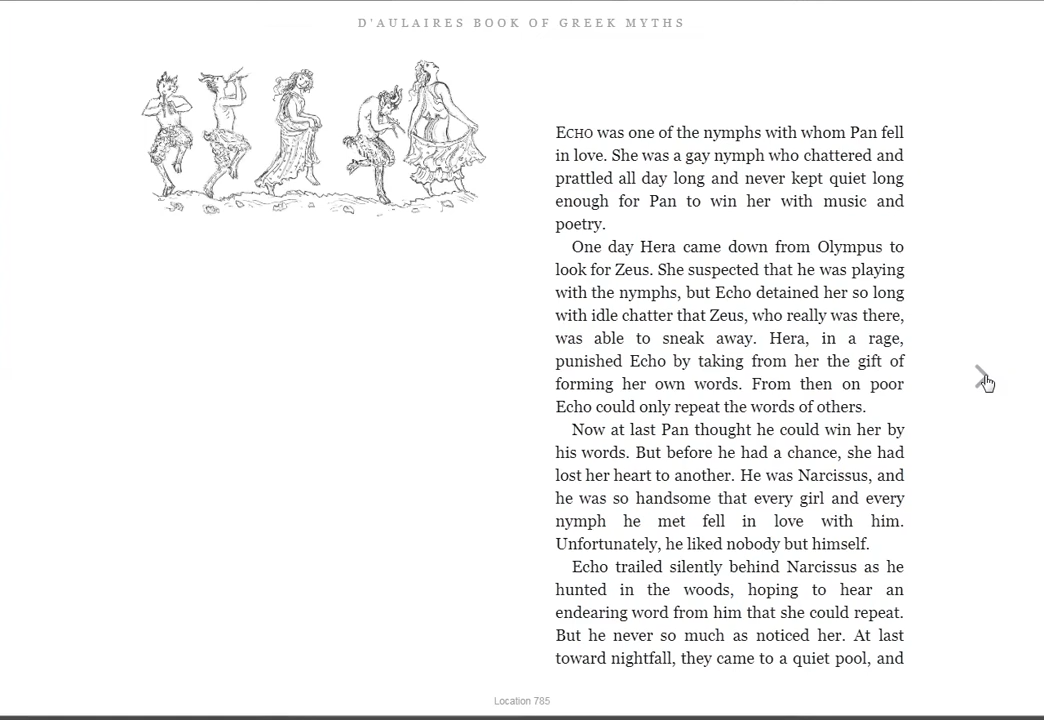 D'AULAIRES BOOK OF GREEK MYTHS
ECHO was one of the nymphs with whom Pan fell
in love. She was a gay nymph who chattered and
prattled all day long and never kept quiet long
enough for Pan to win her with music and
poetry.
One day Hera came down from Olympus to
look for Zeus. She suspected that he was playing
with the nymphs, but Echo detained her so long
with idle chatter that Zeus, who really was there,
was able to sneak away. Hera, in a rage,
punished Echo by taking from her the gift of
forming her own words. From then on poor
Echo could only repeat the words of others.
Now at last Pan thought he could win her by
his words. But before he had a chance, she had
lost her heart to another. He was Narcissus, and
he was so handsome that every girl and every
nymph he met fell in love with him.
Unfortunately, he liked nobody but himself.
Echo trailed silently behind Narcissus as he
hunted in the woods, hoping to hear an
endearing word from him that she could repeat.
But he never so much as noticed her. At last
toward nightfall, they came to a quiet pool, and
Location 785